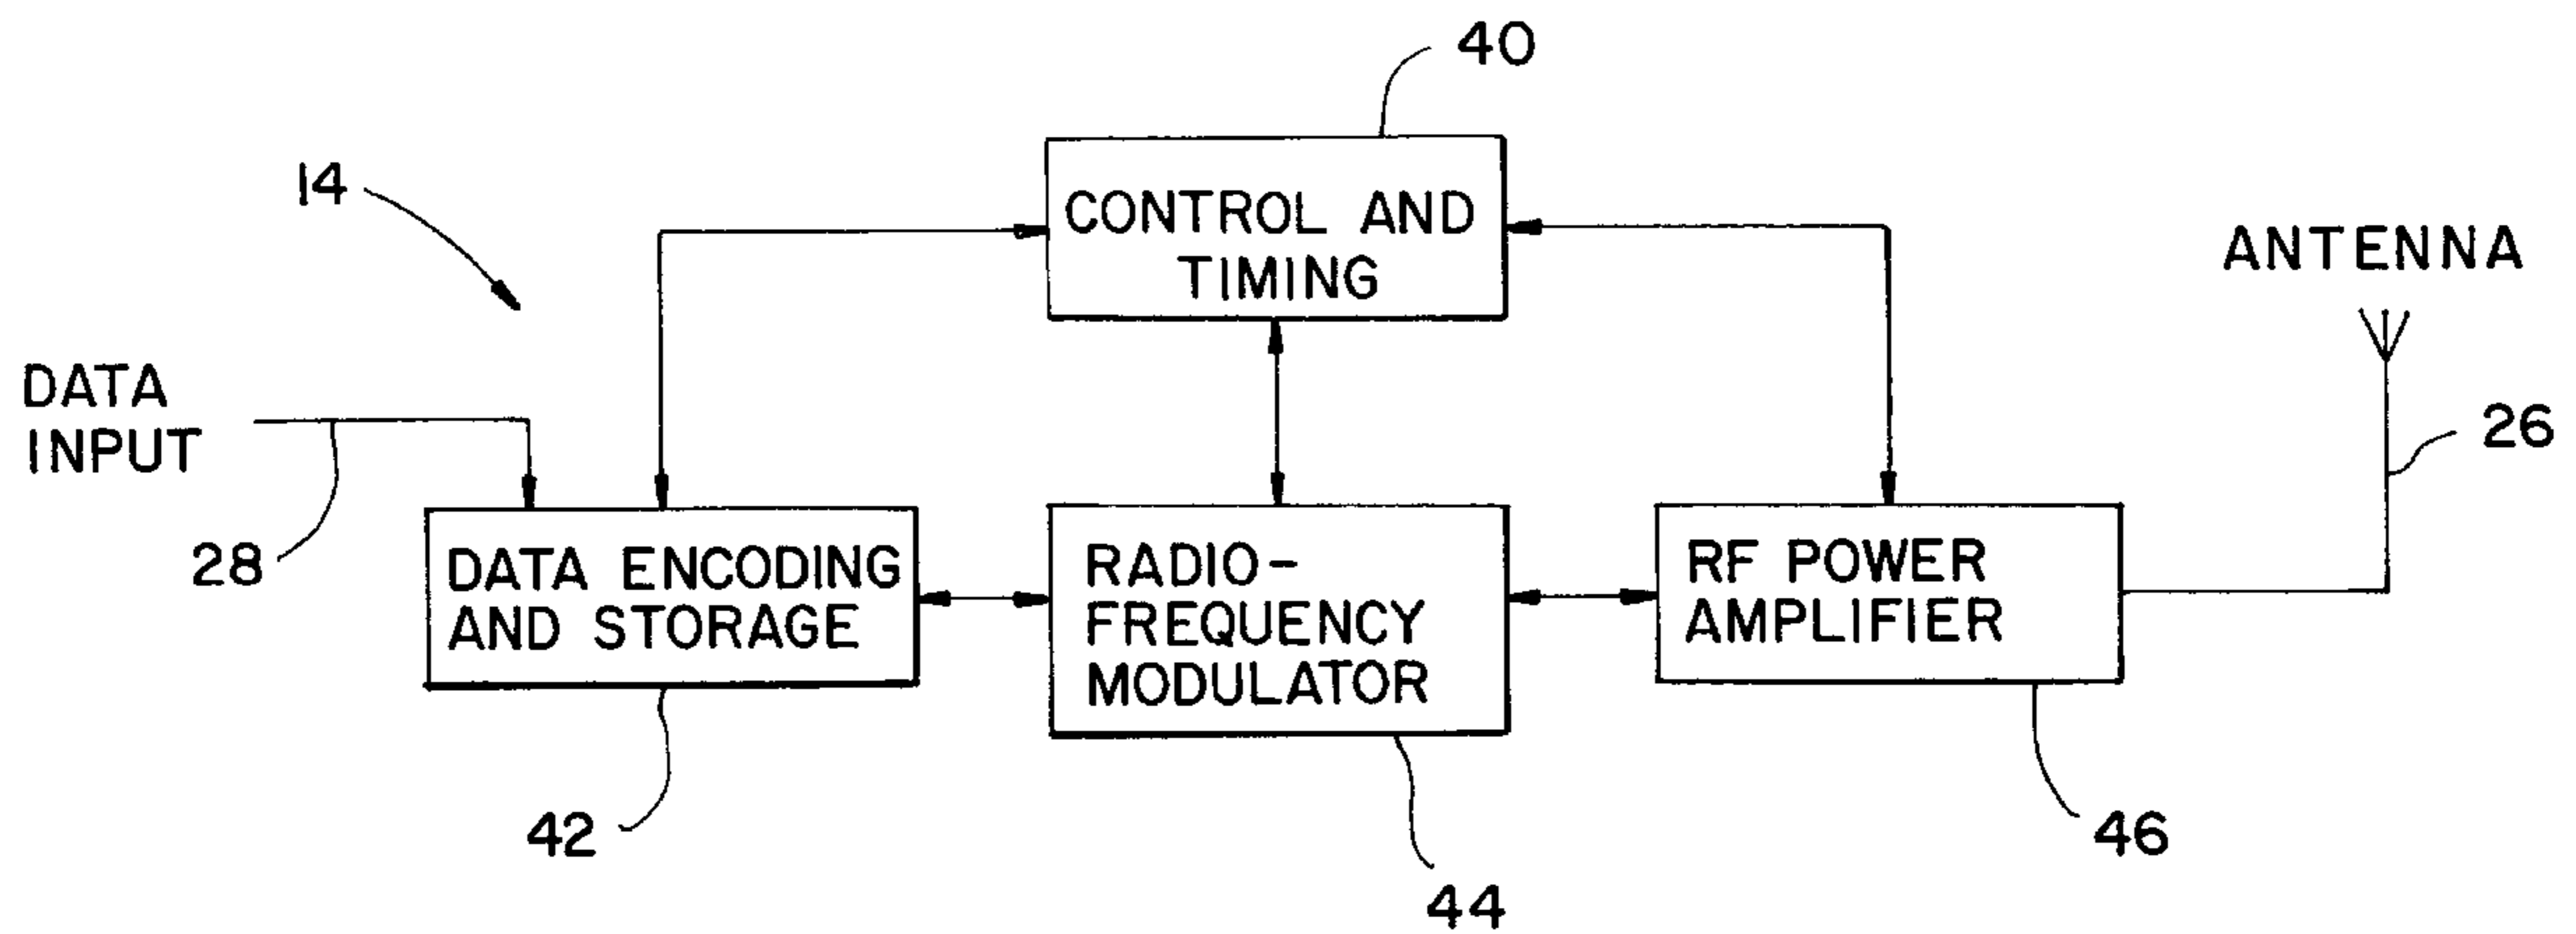 40
14
CONTROL AND
TIMING
ANTENNA
DATA
INPUT
26
28
DATA ENCODING
AND STORAGE
RADIO-
FREQUENCY
MODULATOR
RF POWER
AMPLIFIER
42
44
46